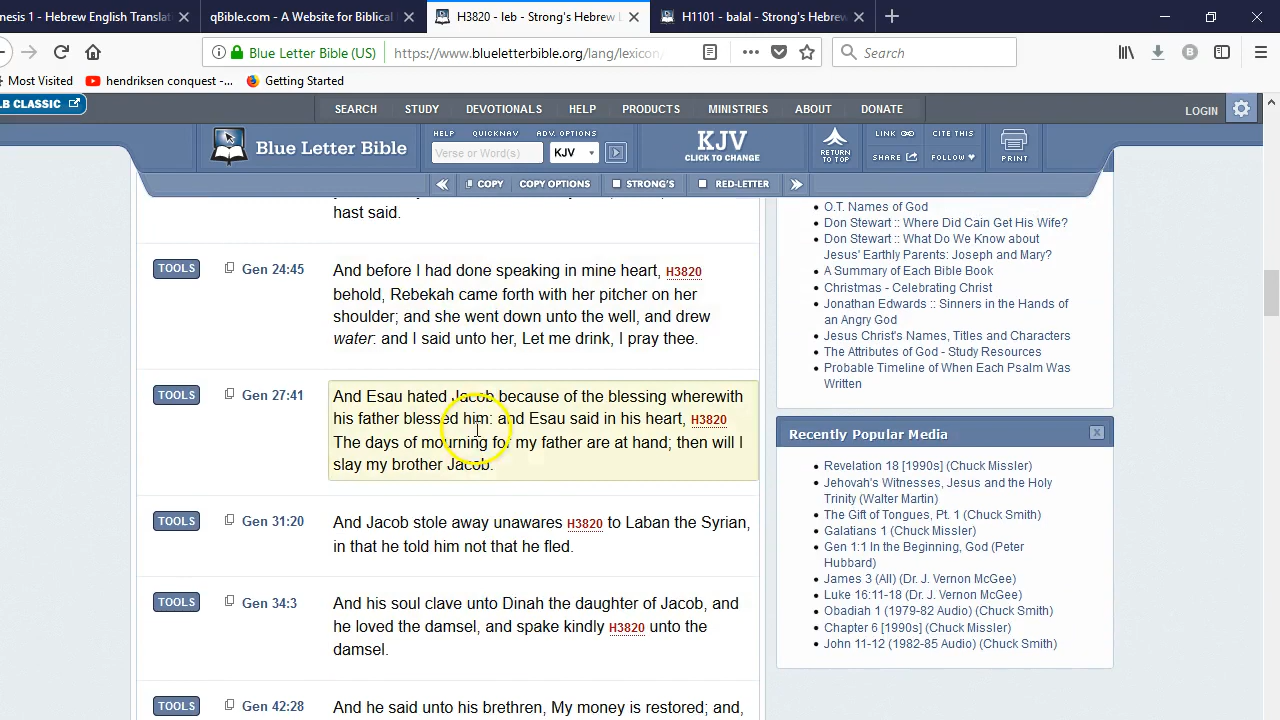 nesis 1 - Hebrew English Translat
qBible.com - A Website for Biblical
H3820 - leb - Strong's Hebrew L
H1101 - balal - Strong's Hebrew
Blue Letter Bible (US)
https://www.blueletterbible.org/lang/lexicon
Search
Most Visited
hendriksen conquest -...
Getting Started
LB CLASSIC
SEARCH STUDY DEVOTIONALS HELP PRODUCTS MINISTRIES ABOUT DONATE
LOGIN
Blue Letter Bible
HELP QUICKNAV ADV. OPTIONS
Verse or Word(s)
KJV
KJV
CLICK TO CHANGE
RETURN
TO TOP
LINK
CITE THIS
SHARE
FOLLOW
PRINT
COPY COPY OPTIONS STRONG'S RED-LETTER
hast said.
TOOLS Gen 24:45
And before I had done speaking in mine heart, H3820
behold, Rebekah came forth with her pitcher on her
shoulder; and she went down unto the well, and drew
water: and I said unto her, Let me drink, I pray thee.
TOOLS Gen 27:41
And Esau hated Jacob because of the blessing wherewith
his father blessed him: and Esau said in his heart, H3820
The days of mourning for my father are at hand; then will I
slay my brother Jacob.
TOOLS Gen 31:20
And Jacob stole away unawares H3820 to Laban the Syrian,
in that he told him not that he fled.
TOOLS Gen 34:3
And his soul clave unto Dinah the daughter of Jacob, and
he loved the damsel, and spake kindly H3820 unto the
damsel.
TOOLS Gen 42:28
And he said unto his brethren, My money is restored; and,
O.T. Names of God
Don Stewart :: Where Did Cain Get His Wife?
Don Stewart :: What Do We Know about
Jesus' Earthly Parents: Joseph and Mary?
A Summary of Each Bible Book
Christmas - Celebrating Christ
Jonathan Edwards :: Sinners in the Hands of
an Angry God
Jesus Christ's Names, Titles and Characters
The Attributes of God - Study Resources
Probable Timeline of When Each Psalm Was
Written
Recently Popular Media
Revelation 18 [1990s] (Chuck Missler)
Jehovah's Witnesses, Jesus and the Holy
Trinity (Walter Martin)
The Gift of Tongues, Pt. 1 (Chuck Smith)
Galatians 1 (Chuck Missler)
Gen 1:1 In the Beginning, God (Peter
Hubbard)
James 3 (All) (Dr. J. Vernon McGee)
Luke 16:11-18 (Dr. J. Vernon McGee)
Obadiah 1 (1979-82 Audio) (Chuck Smith)
Chapter 6 [1990s] (Chuck Missler)
John 11-12 (1982-85 Audio) (Chuck Smith)